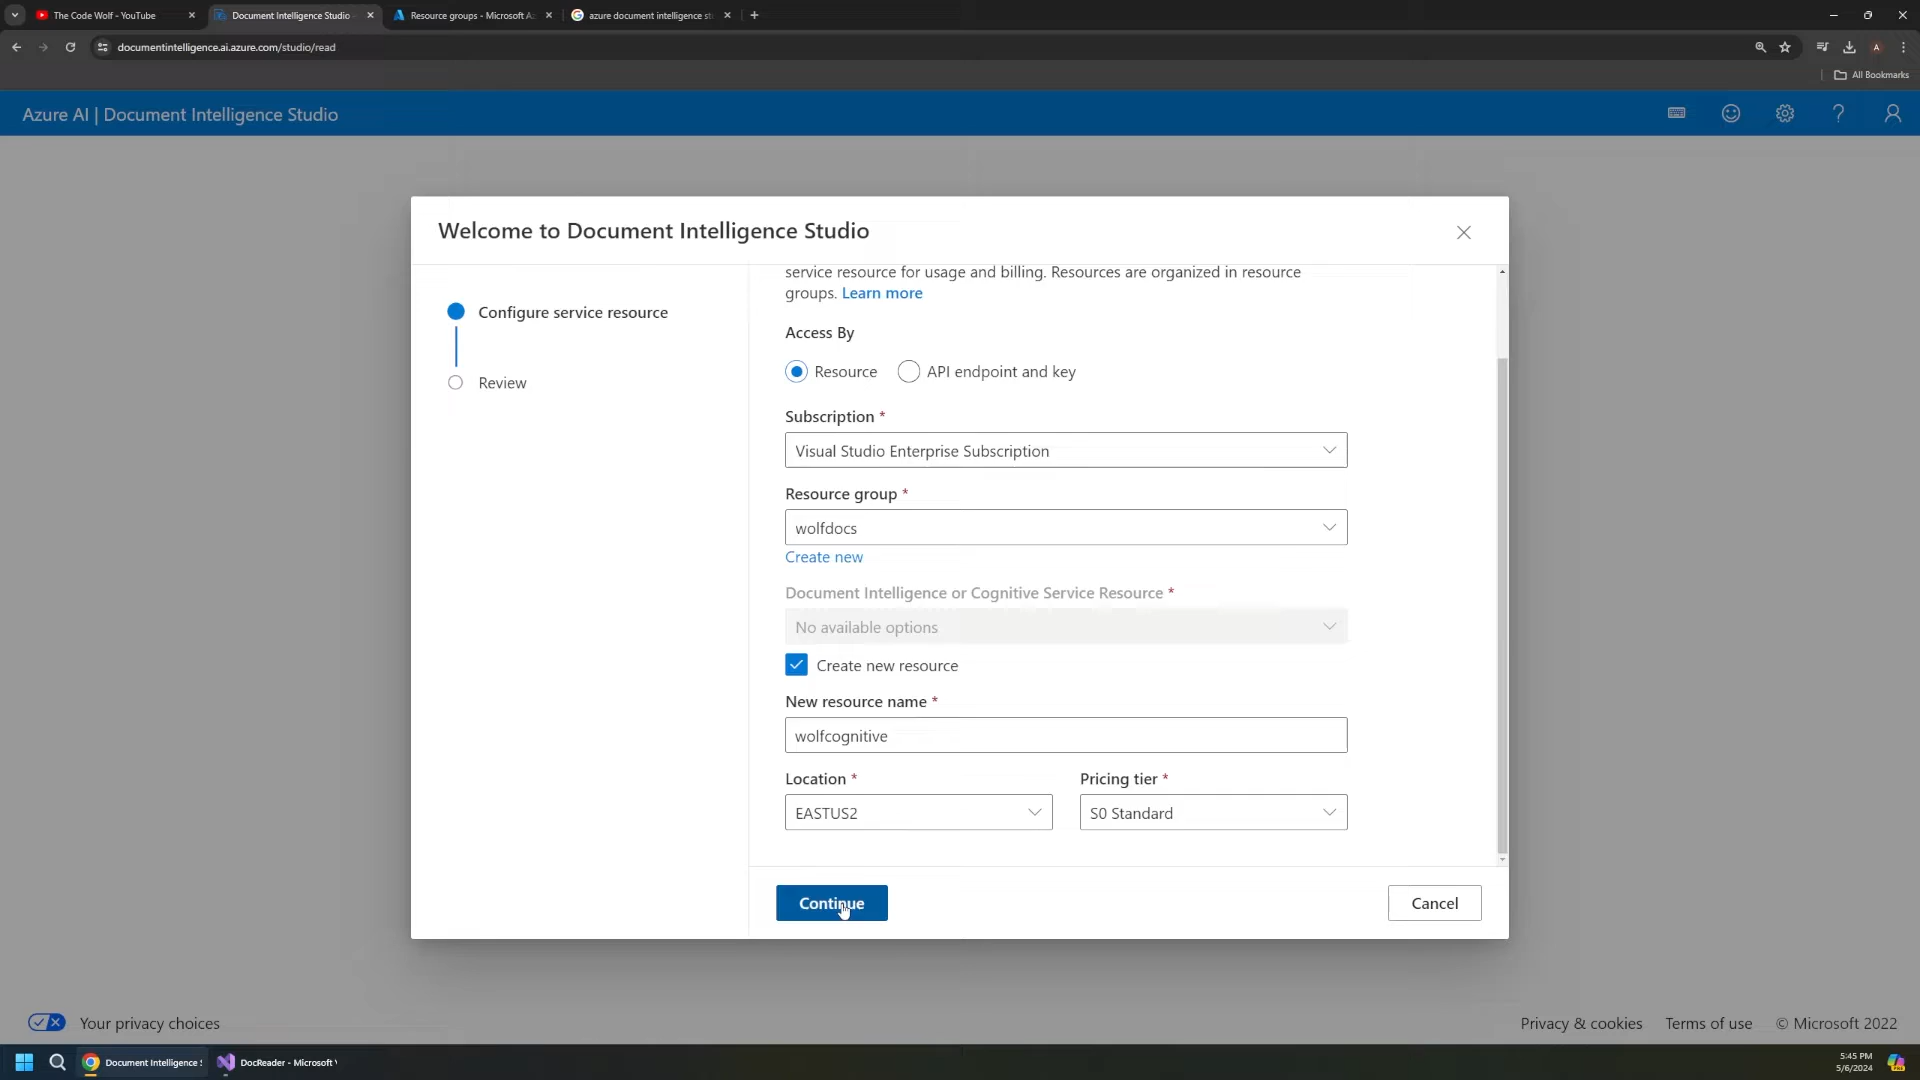 The Code Wolf - YouTube
Document Intelligence Studio
Resource groups - Microsoft Az
azure document intelligence st
documentintelligence.ai.azure.com/studio/read
A
All Bookmarks
Azure AI | Document Intelligence Studio
Welcome to Document Intelligence Studio
Configure service resource
Review
service resource for usage and billing. Resources are organized in resource
groups. Learn more
Access By
Resource
API endpoint and key
Subscription *
Visual Studio Enterprise Subscription
Resource group *
wolfdocs
Create new
Document Intelligence or Cognitive Service Resource *
No available options
Create new resource
New resource name *
wolfcognitive
Location *
Pricing tier *
EASTUS2
S0 Standard
Continue
Cancel
Your privacy choices
Privacy & cookies
Terms of use
© Microsoft 2022
Document Intelligence S
DocReader - Microsoft V
5:45 PM
5/6/2024